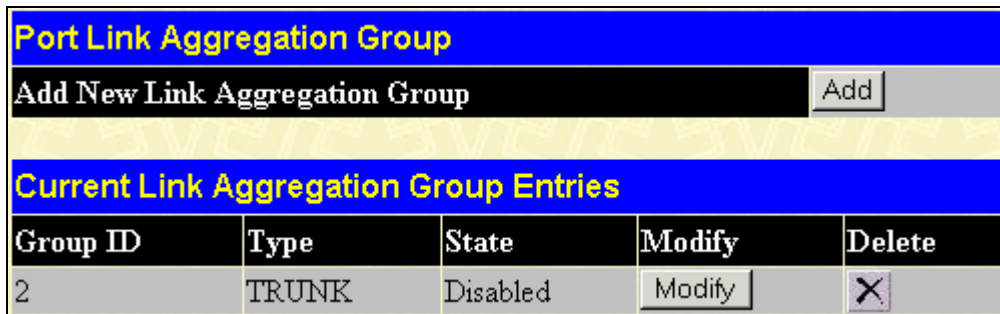 Port Link Aggregation Group
Add New Link Aggregation Group Add
Current Link Aggregation Group Entries
Group ID Type State Modify Delete
2 TRUNK Disabled Modify